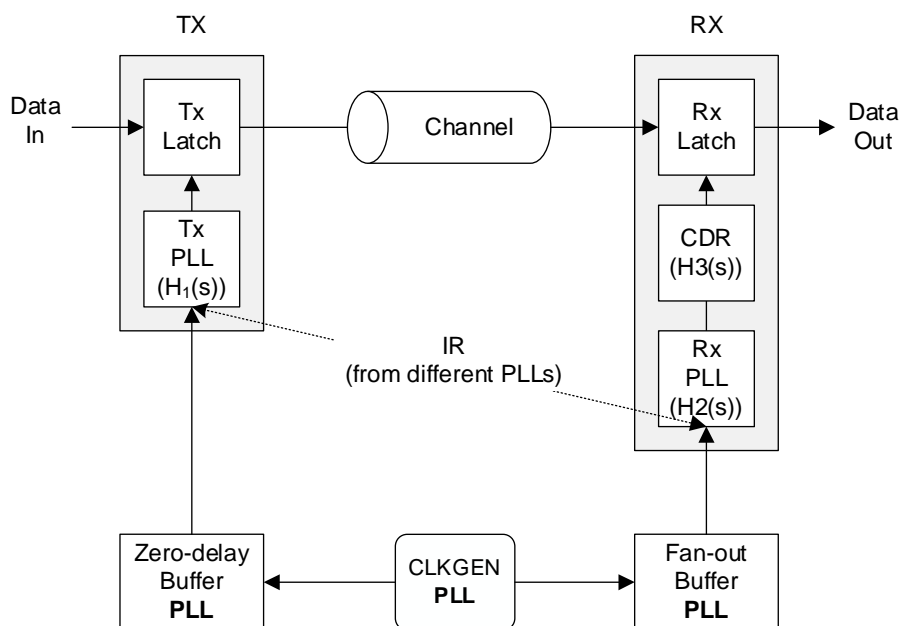 TX
RX
Data
In
Tx
Latch
Channel
Rx
Latch
Data
Out
Tx
PLL
(H₁(s))
CDR
(H3(s))
IR
(from different PLLs)
Rx
PLL
(H2(s))
Zero-delay
Buffer
PLL
CLKGEN
PLL
Fan-out
Buffer
PLL